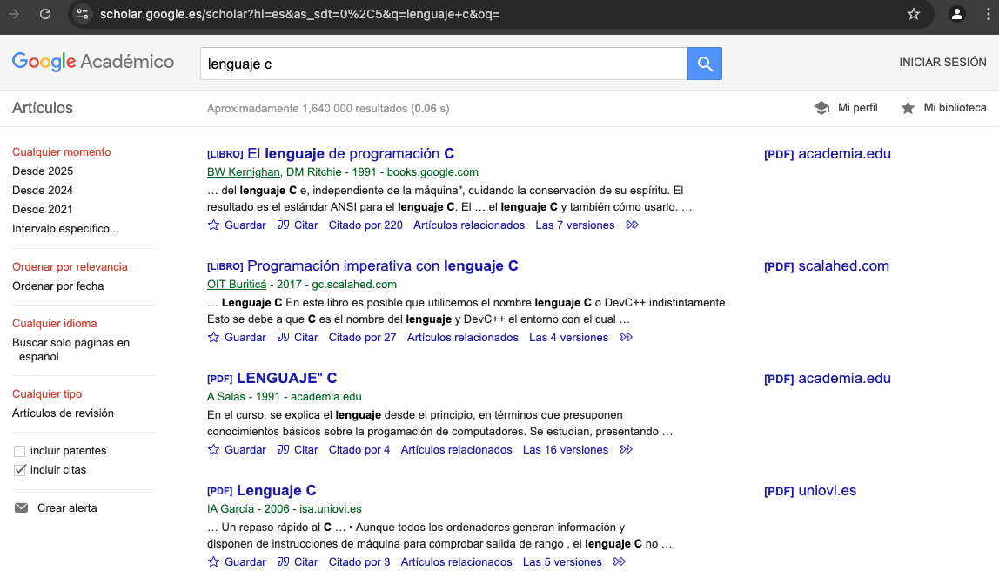 scholar.google.es/scholar?hl=es&as_sdt=0%2C5&q=lenguaje+c&oq=
Google Académico
lenguaje c
INICIAR SESIÓN
Artículos
Aproximadamente 1,640,000 resultados (0.06 s)
Mi perfil
Mi biblioteca
Cualquier momento
Desde 2025
Desde 2024
Desde 2021
Intervalo específico...
Ordenar por relevancia
Ordenar por fecha
Cualquier idioma
Buscar solo páginas en
español
Cualquier tipo
Artículos de revisión
incluir patentes
incluir citas
Crear alerta
[LIBRO] El lenguaje de programación C
BW Kernighan, DM Ritchie - 1991 - books.google.com
… del lenguaje C e, independiente de la máquina", cuidando la conservación de su espíritu. El
resultado es el estándar ANSI para el lenguaje C. El … el lenguaje C y también cómo usarlo. …
Guardar Citar Citado por 220 Artículos relacionados Las 7 versiones
[PDF] academia.edu
[LIBRO] Programación imperativa con lenguaje C
OIT Buriticá - 2017 - gc.scalahed.com
… Lenguaje C En este libro es posible que utilicemos el nombre lenguaje C o DevC++ indistintamente.
Esto se debe a que C es el nombre del lenguaje y DevC++ el entorno con el cual …
Guardar Citar Citado por 27 Artículos relacionados Las 4 versiones
[PDF] scalahed.com
[PDF] LENGUAJE" C
A Salas - 1991 - academia.edu
En el curso, se explica el lenguaje desde el principio, en términos que presuponen
conocimientos básicos sobre la progamación de computadores. Se estudian, presentando …
Guardar Citar Citado por 4 Artículos relacionados Las 16 versiones
[PDF] academia.edu
[PDF] Lenguaje C
IA García - 2006 - isa.uniovi.es
… Un repaso rápido al C … ▪ Aunque todos los ordenadores generan información y
disponen de instrucciones de máquina para comprobar salida de rango , el lenguaje C no …
Guardar Citar Citado por 3 Artículos relacionados Las 5 versiones
[PDF] uniovi.es